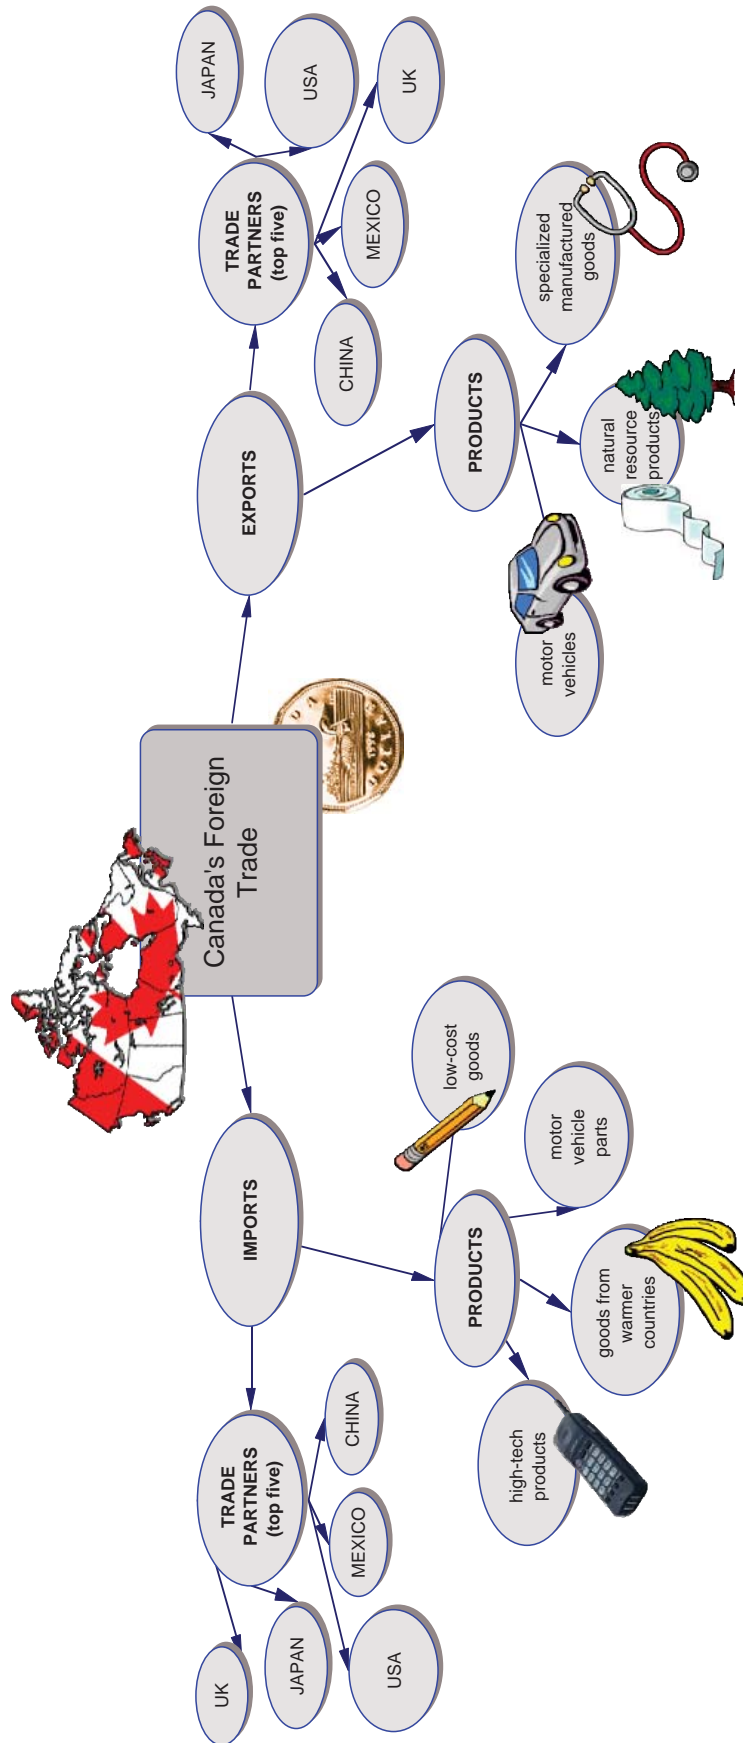 Canada's Foreign
Trade
IMPORTS
TRADE
PARTNERS
(top five)
UK
JAPAN
USA
MEXICO
CHINA
PRODUCTS
high-tech
products
goods from
warmer
countries
motor
vehicle
parts
low-cost
goods
EXPORTS
TRADE
PARTNERS
(top five)
JAPAN
USA
UK
MEXICO
CHINA
PRODUCTS
motor
vehicles
natural
resource
products
specialized
manufactured
goods